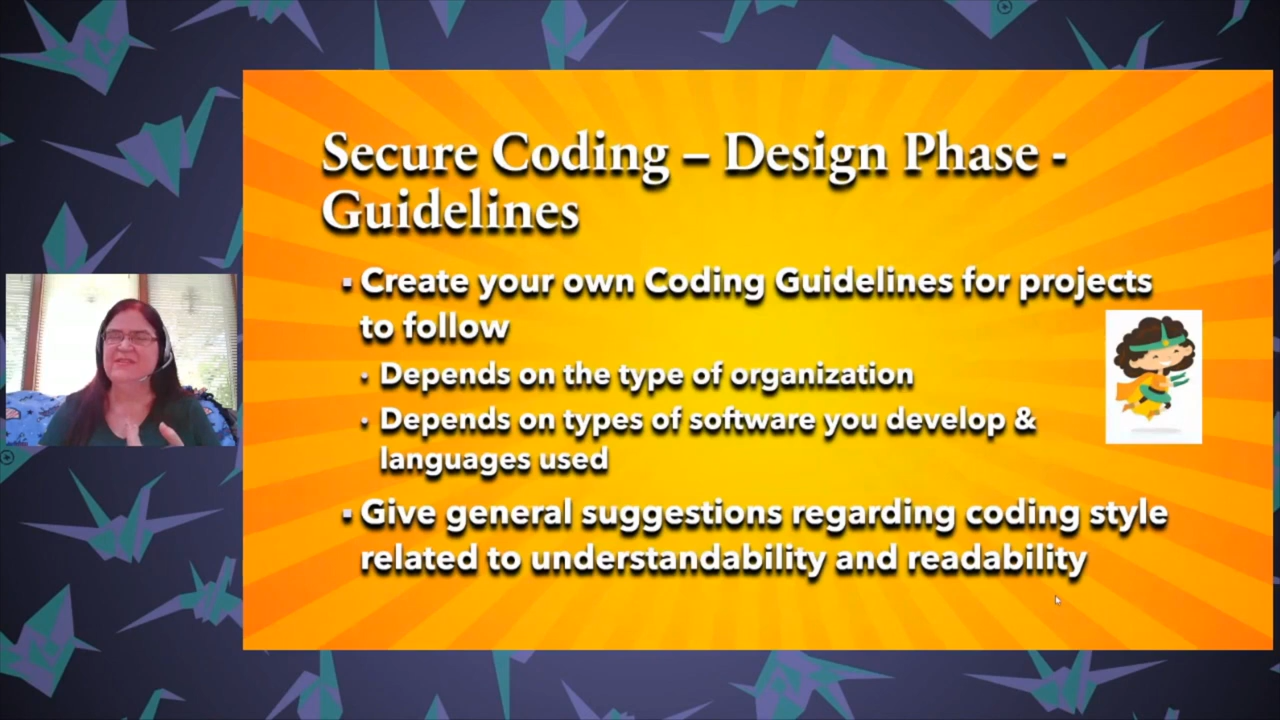 Secure Coding – Design Phase -
Guidelines
▪ Create your own Coding Guidelines for projects
to follow
• Depends on the type of organization
• Depends on types of software you develop &
languages used
▪ Give general suggestions regarding coding style
related to understandability and readability